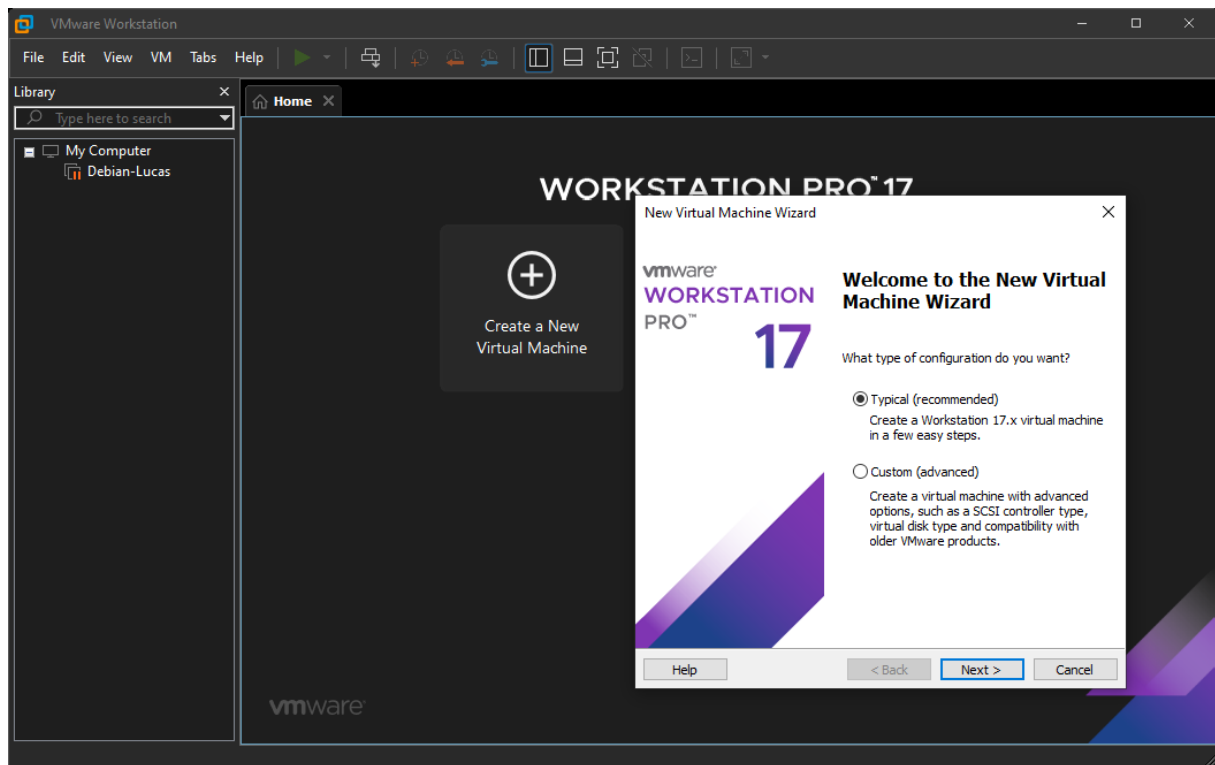 VMware Workstation
File Edit View VM Tabs Help
Library
Type here to search
My Computer
Debian-Lucas
Home
WORKSTATION PRO™ 17
Create a New
Virtual Machine
New Virtual Machine Wizard
vmware®
WORKSTATION
PRO™
17
Welcome to the New Virtual
Machine Wizard
What type of configuration do you want?
Typical (recommended)
Create a Workstation 17.x virtual machine
in a few easy steps.
Custom (advanced)
Create a virtual machine with advanced
options, such as a SCSI controller type,
virtual disk type and compatibility with
older VMware products.
Help
< Back
Next >
Cancel
vmware®